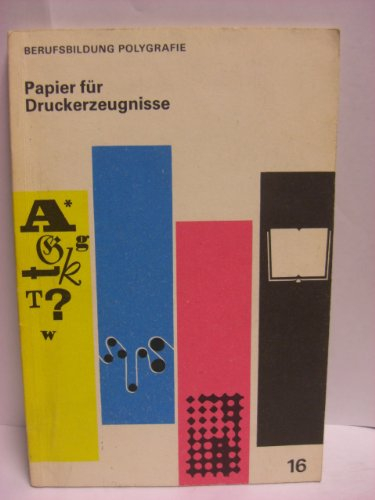 BERUFSBILDUNG POLYGRAFIE
Papier für
Druckerzeugnisse
A*
G g
t k
T ?
w
16